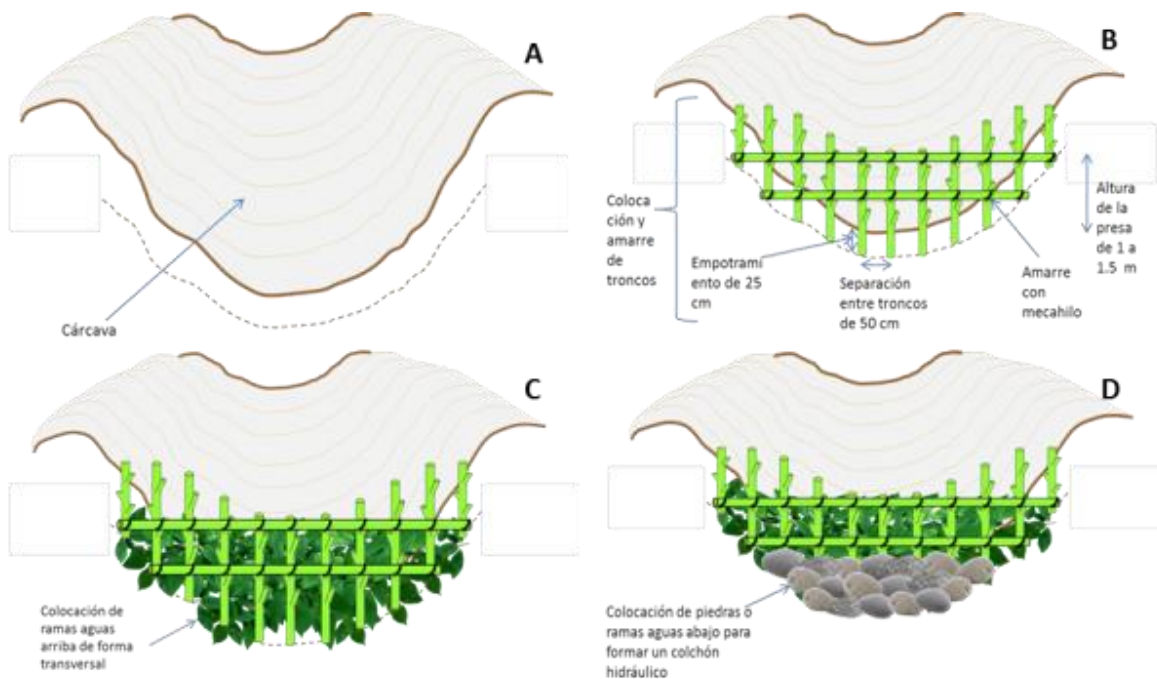 A
Cárcava
B
Coloca
ción y
amarre
de
troncos
Empotrami
ento de 25
cm
Separación
entre troncos
de 50 cm
Amarre
con
mecahilo
Altura
de la
presa
de 1 a
1.5 m
C
Colocación de
ramas aguas
arriba de forma
transversal
D
Colocación de piedras o
ramas aguas abajo para
formar un colchón
hidráulico